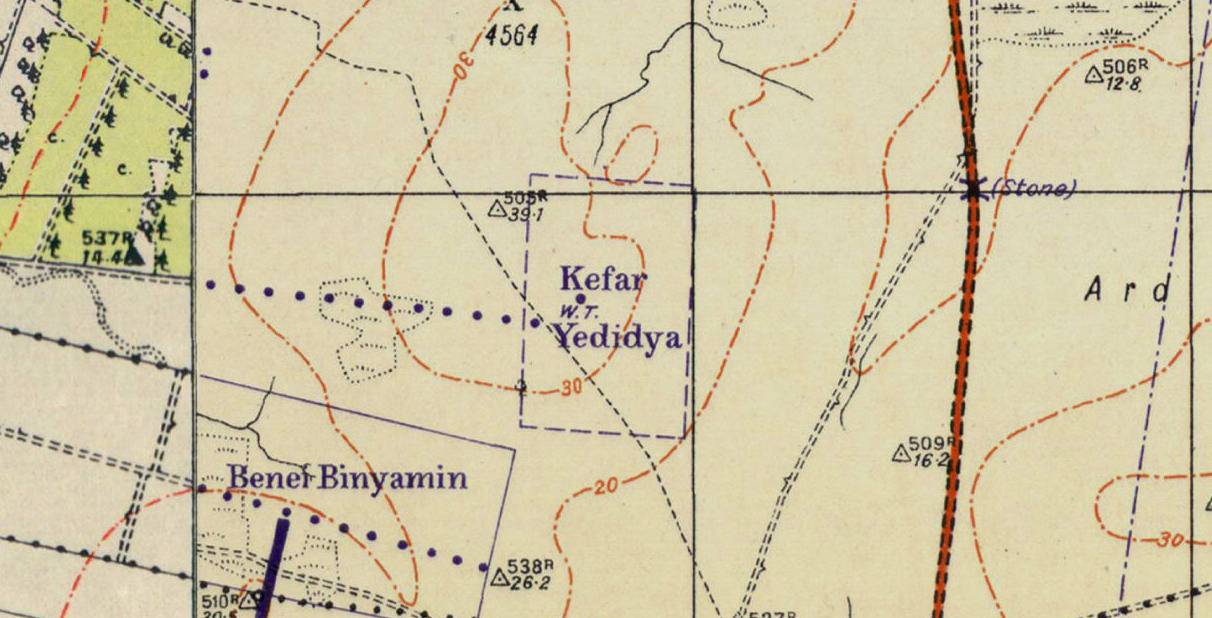 4564
30
506R
12·8
(Stone)
505R
39·1
537R
14·4
c.
c.
Kefar
W.T.
Yedidya
Ard
30
509R
16·2
Benei Binyamin
20
30
538R
26·2
510R
527R